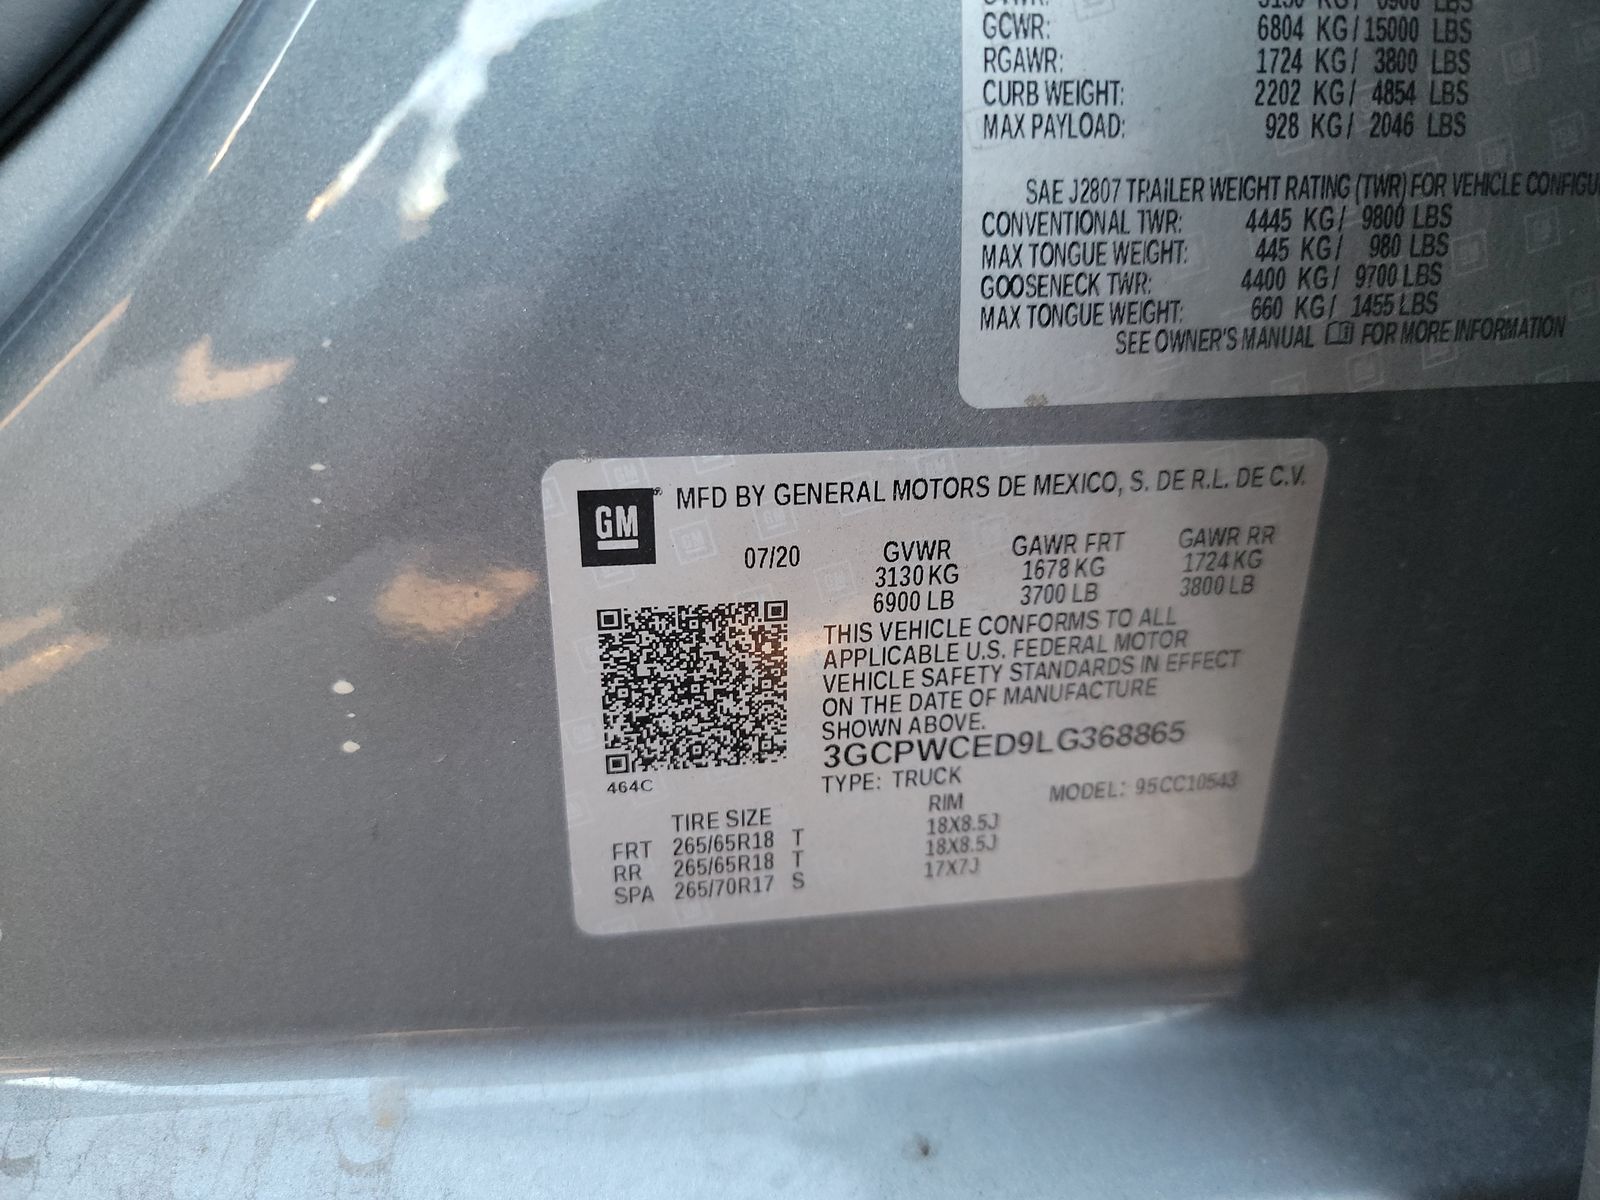 GVWR: 3130 KG/ 6900 LBS
GCWR: 6804 KG/ 15000 LBS
RGAWR: 1724 KG/ 3800 LBS
CURB WEIGHT: 2202 KG/ 4854 LBS
MAX PAYLOAD: 928 KG/ 2046 LBS
SAE J2807 TRAILER WEIGHT RATING (TWR) FOR VEHICLE CONFIGU
CONVENTIONAL TWR: 4445 KG/ 9800 LBS
MAX TONGUE WEIGHT: 445 KG/ 980 LBS
GOOSENECK TWR: 4400 KG/ 9700 LBS
MAX TONGUE WEIGHT: 660 KG/ 1455 LBS
SEE OWNER'S MANUAL FOR MORE INFORMATION
GM® MFD BY GENERAL MOTORS DE MEXICO, S. DE R.L. DE C.V.
07/20 GVWR GAWR FRT GAWR RR
3130 KG 1678 KG 1724 KG
6900 LB 3700 LB 3800 LB
THIS VEHICLE CONFORMS TO ALL
APPLICABLE U.S. FEDERAL MOTOR
VEHICLE SAFETY STANDARDS IN EFFECT
ON THE DATE OF MANUFACTURE
SHOWN ABOVE.
3GCPWCED9LG368865
464C
TYPE: TRUCK MODEL: 95CC10543
TIRE SIZE RIM
FRT 265/65R18 T 18X8.5J
RR 265/65R18 T 18X8.5J
SPA 265/70R17 S 17X7J